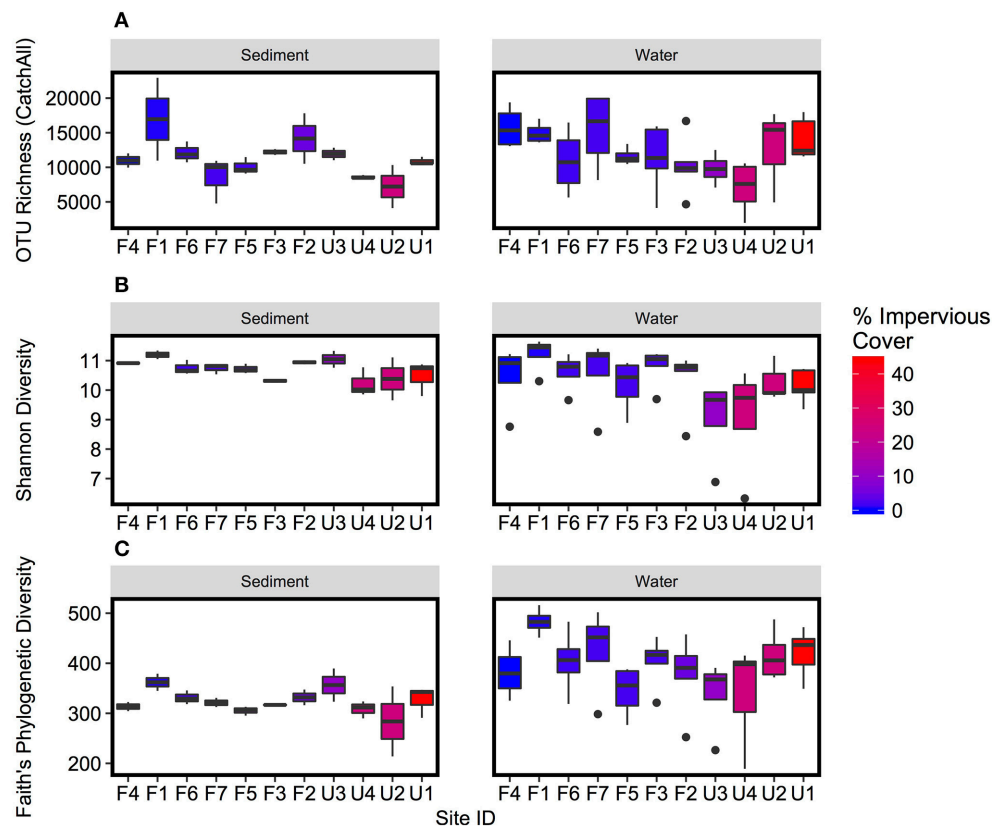 A
Sediment
Water
OTU Richness (CatchAll)
20000
15000
10000
5000
F4 F1 F6 F7 F5 F3 F2 U3 U4 U2 U1
F4 F1 F6 F7 F5 F3 F2 U3 U4 U2 U1
B
Sediment
Water
Shannon Diversity
11
10
9
8
7
F4 F1 F6 F7 F5 F3 F2 U3 U4 U2 U1
F4 F1 F6 F7 F5 F3 F2 U3 U4 U2 U1
% Impervious
Cover
40
30
20
10
0
C
Sediment
Water
Faith's Phylogenetic Diversity
500
400
300
200
F4 F1 F6 F7 F5 F3 F2 U3 U4 U2 U1
F4 F1 F6 F7 F5 F3 F2 U3 U4 U2 U1
Site ID